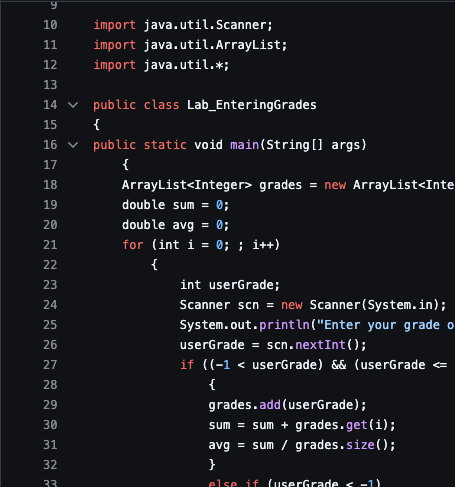 9
10 import java.util.Scanner;
11 import java.util.ArrayList;
12 import java.util.*;
13
14 public class Lab_EnteringGrades
15 {
16 public static void main(String[] args)
17 {
18 ArrayList<Integer> grades = new ArrayList<Inte
19 double sum = 0;
20 double avg = 0;
21 for (int i = 0; ; i++)
22 {
23 int userGrade;
24 Scanner scn = new Scanner(System.in);
25 System.out.println("Enter your grade o
26 userGrade = scn.nextInt();
27 if ((-1 < userGrade) && (userGrade <=
28 {
29 grades.add(userGrade);
30 sum = sum + grades.get(i);
31 avg = sum / grades.size();
32 }
33 else if (userGrade < -1)